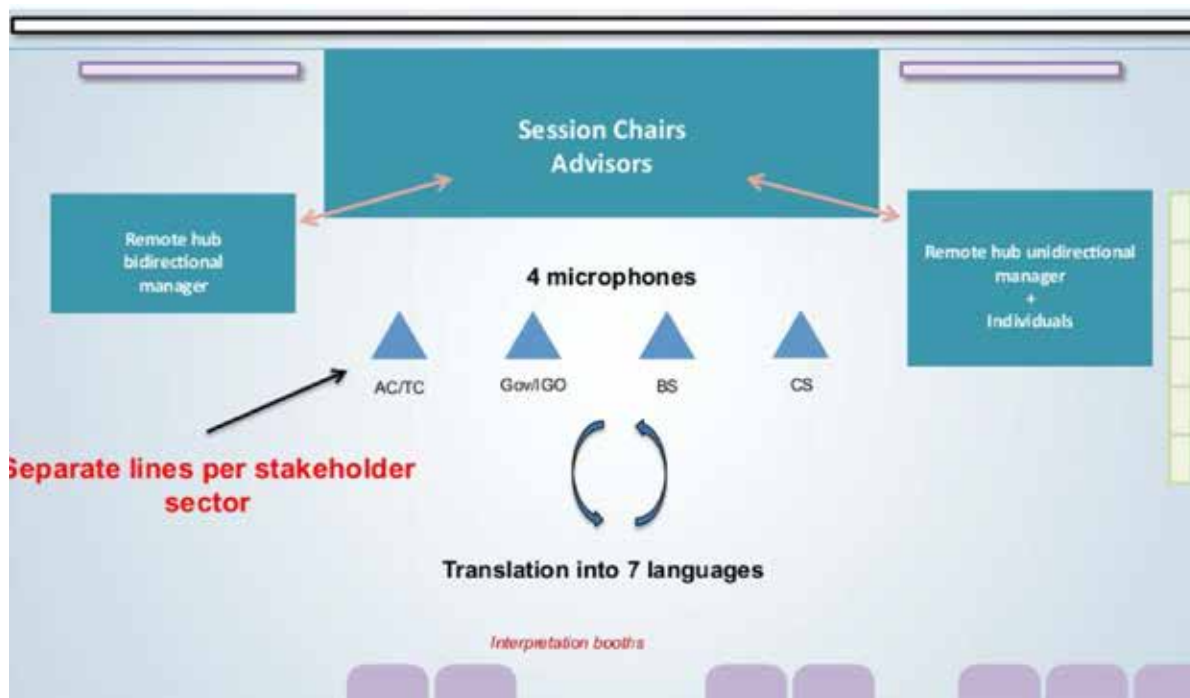 Session Chairs
Advisors
Remote hub
bidirectional
manager
Remote hub unidirectional
manager
+
Individuals
4 microphones
AC/TC
Gov/IGO
BS
CS
Separate lines per stakeholder
sector
Translation into 7 languages
Interpretation booths